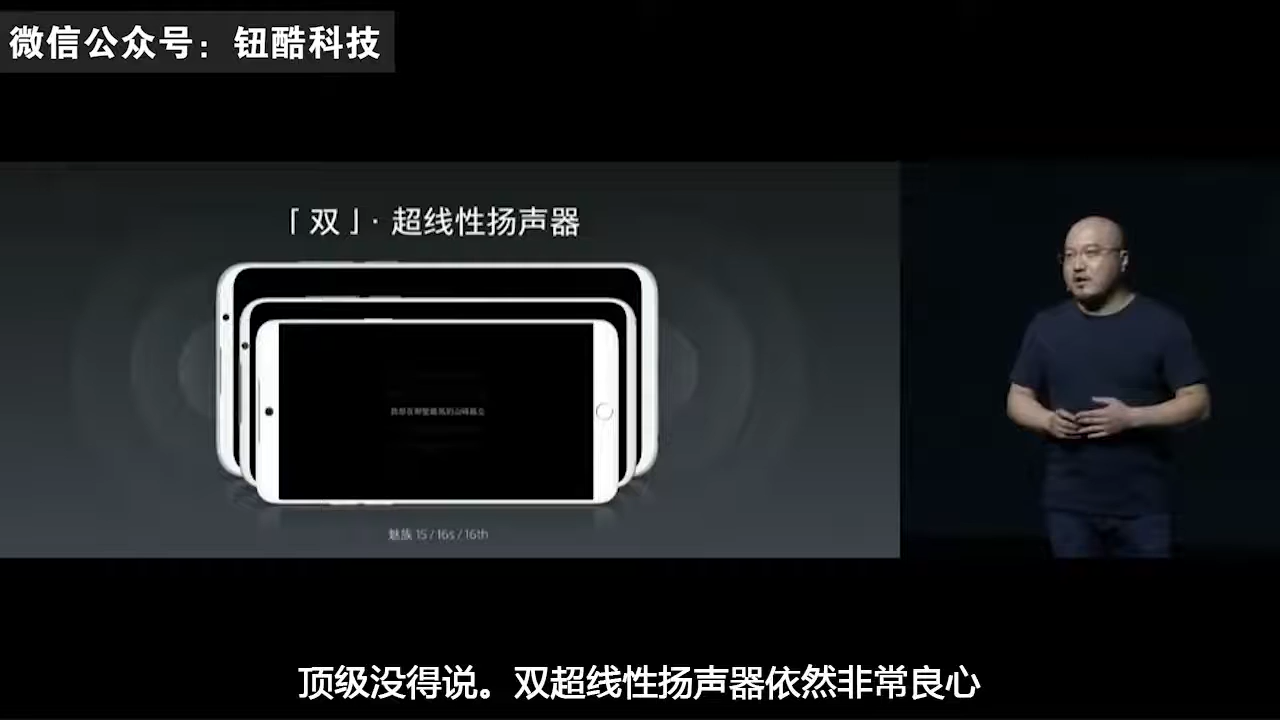 微信公众号：钮酷科技
「双」· 超线性扬声器
魅族 15 / 16s / 16th
顶级没得说。双超线性扬声器依然非常良心